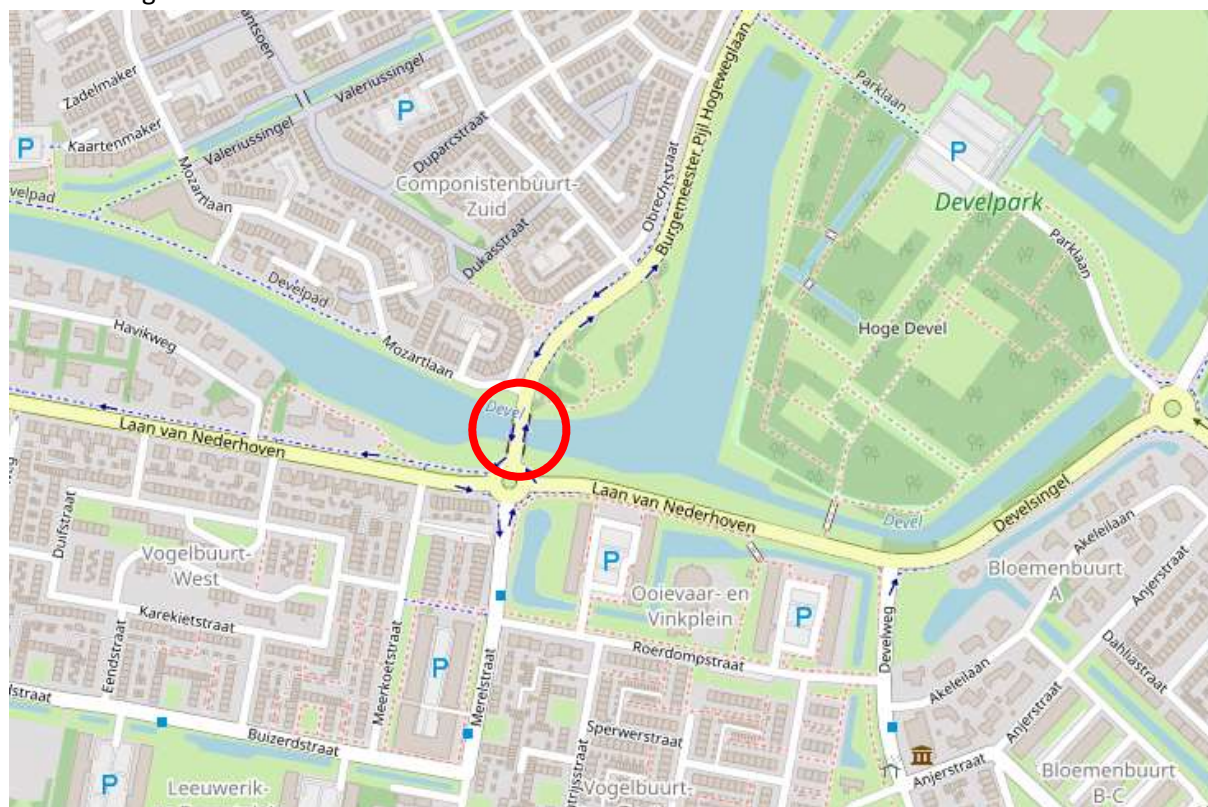 Zadelmaker
Kaartenmaker
Valeriussingel
Valeriussingel
P
P
Mozartlaan
Duparcstraat
Componistenbuurt-
Zuid
Dukasstraat
Obrechtstraat
Burgemeester Pijl Hogeweglaan
Parklaan
P
Develpark
Parklaan
Develpad
Mozartlaan
Hoge Devel
Havikweg
Devel
Laan van Nederhoven
Laan van Nederhoven
Devel
Develsingel
Duifstraat
Vogelbuurt-
West
P
Ooievaar- en
Vinkplein
P
Bloemenbuurt
A
Akeleilaan
Anjerstraat
Karekietstraat
Eendstraat
Meerkoetstraat
P
Merelstraat
Roerdompstraat
Develweg
Akeleilaan
Dahliastraat
Anjerstraat
Buizerdstraat
Sperwerstraat
P
Leeuwerik-
Vogelbuurt-
Anjerstraat
Bloemenbuurt
B-C